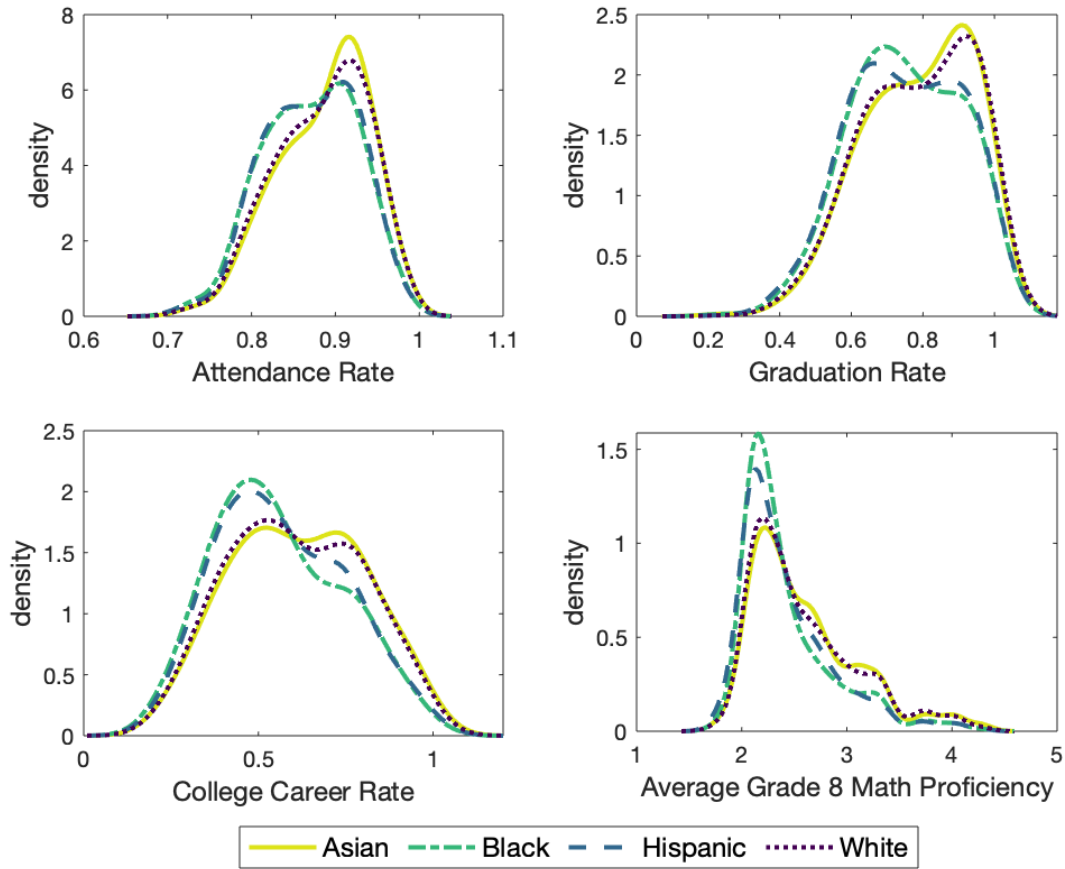 8
6
4
2
0
density
0.6 0.7 0.8 0.9 1 1.1
Attendance Rate
2.5
2
1.5
1
0.5
0
density
0 0.2 0.4 0.6 0.8 1
Graduation Rate
2.5
2
1.5
1
0.5
0
density
0 0.5 1
College Career Rate
1.5
1
0.5
0
density
1 2 3 4 5
Average Grade 8 Math Proficiency
Asian Black Hispanic White